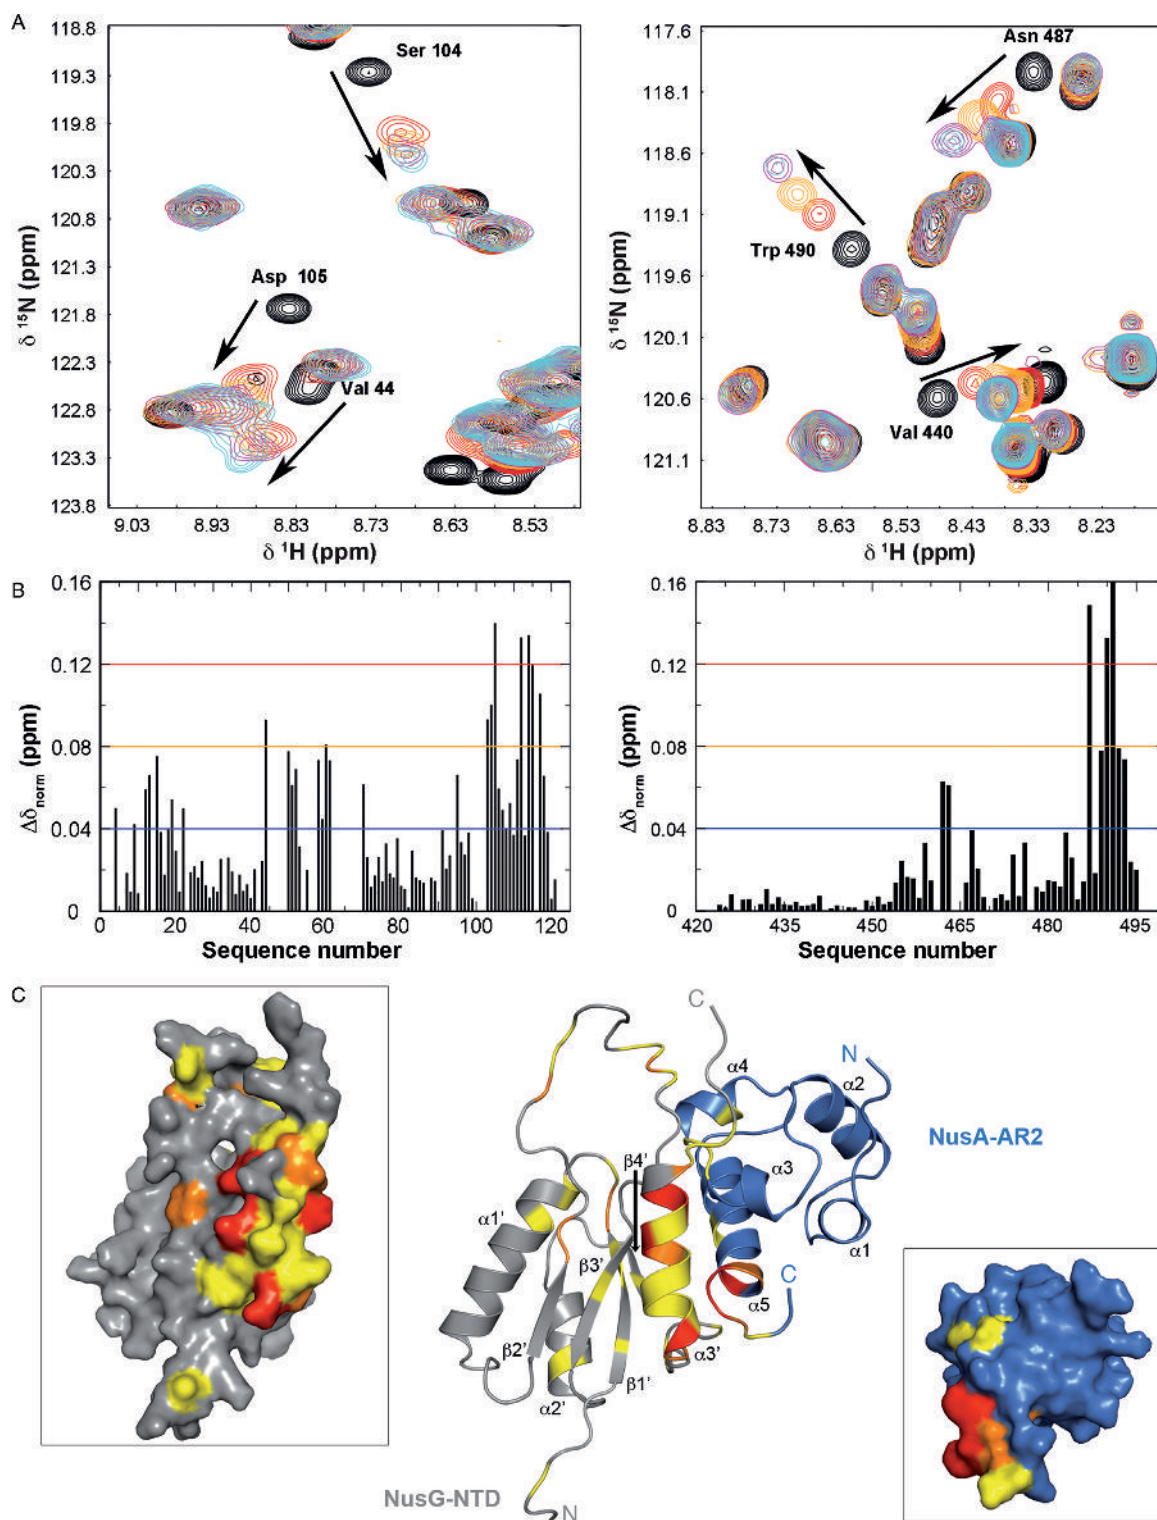 A
118.8
119.3
119.8
120.3
120.8
121.3
121.8
122.3
122.8
123.3
123.8
δ ¹⁵N (ppm)
Ser 104
Asp 105
Val 44
9.03 8.93 8.83 8.73 8.63 8.53
δ ¹H (ppm)
117.6
118.1
118.6
119.1
119.6
120.1
120.6
121.1
δ ¹⁵N (ppm)
Asn 487
Trp 490
Val 440
8.83 8.73 8.63 8.53 8.43 8.33 8.23
δ ¹H (ppm)
B
0.16
0.12
0.08
0.04
0
Δδnorm (ppm)
0 20 40 60 80 100 120
Sequence number
0.16
0.12
0.08
0.04
0
Δδnorm (ppm)
420 435 450 465 480 495
Sequence number
C
C
N
α4
α2
NusA-AR2
β4'
α3
α1'
α1
β3'
C
α5
β2'
α3'
β1'
α2'
NusG-NTD
N